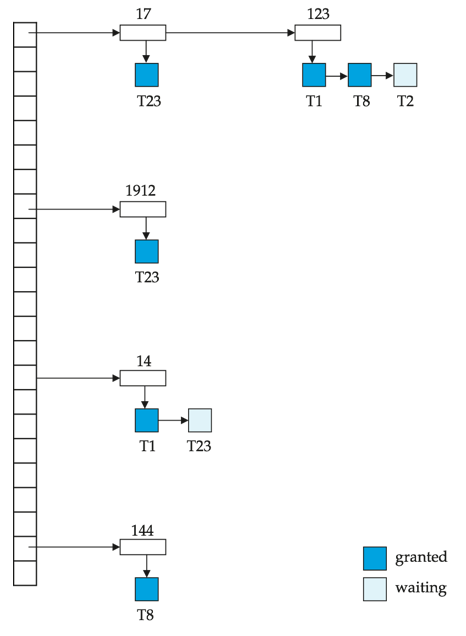 17 123
T23 T1 T8 T2
1912
T23
14
T1 T23
144
granted
waiting
T8